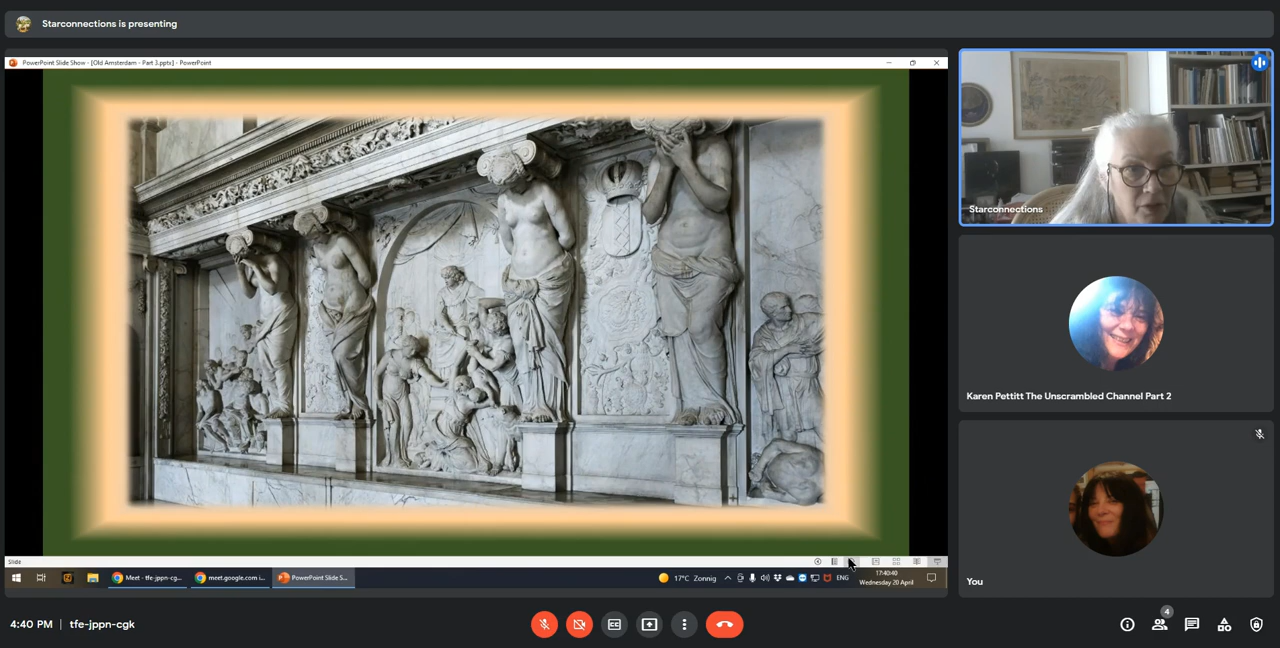 Starconnections is presenting
PowerPoint Slide Show - [Old Amsterdam - Part 3.pptx] - PowerPoint
Starconnections
Karen Pettitt The Unscrambled Channel Part 2
You
Slide
Meet - tfe-jppn-cg...
meet.google.com i...
PowerPoint Slide S...
17°C Zonnig
ENG
17:40:40
Wednesday 20 April
4:40 PM | tfe-jppn-cgk
4